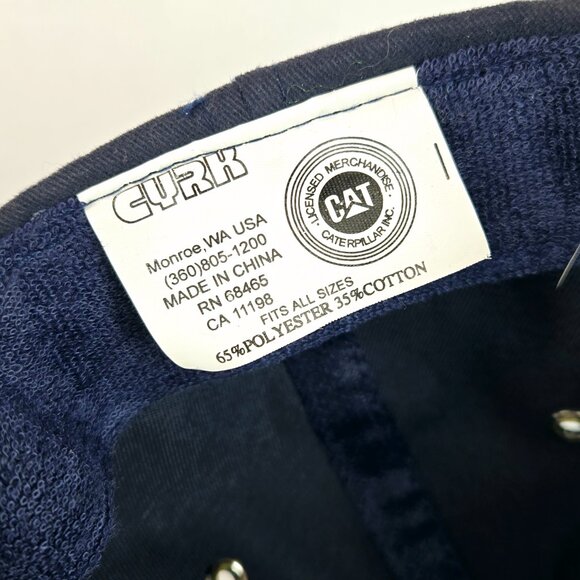 CYRK
Monroe,WA USA
(360)805-1200
MADE IN CHINA
RN 68465
CA 11198
FITS ALL SIZES
65%POLYESTER 35%COTTON
LICENSED MERCHANDISE
CAT
CATERPILLAR INC.